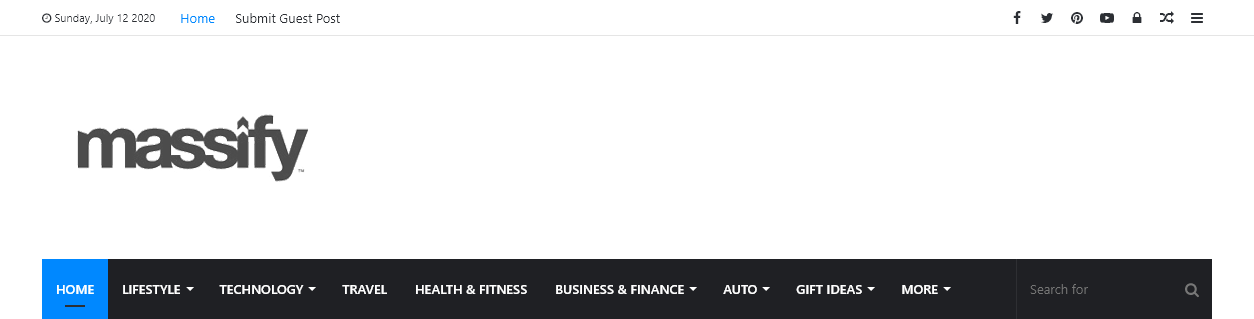 Sunday, July 12 2020 Home Submit Guest Post
massify™
HOME LIFESTYLE TECHNOLOGY TRAVEL HEALTH & FITNESS BUSINESS & FINANCE AUTO GIFT IDEAS MORE Search for